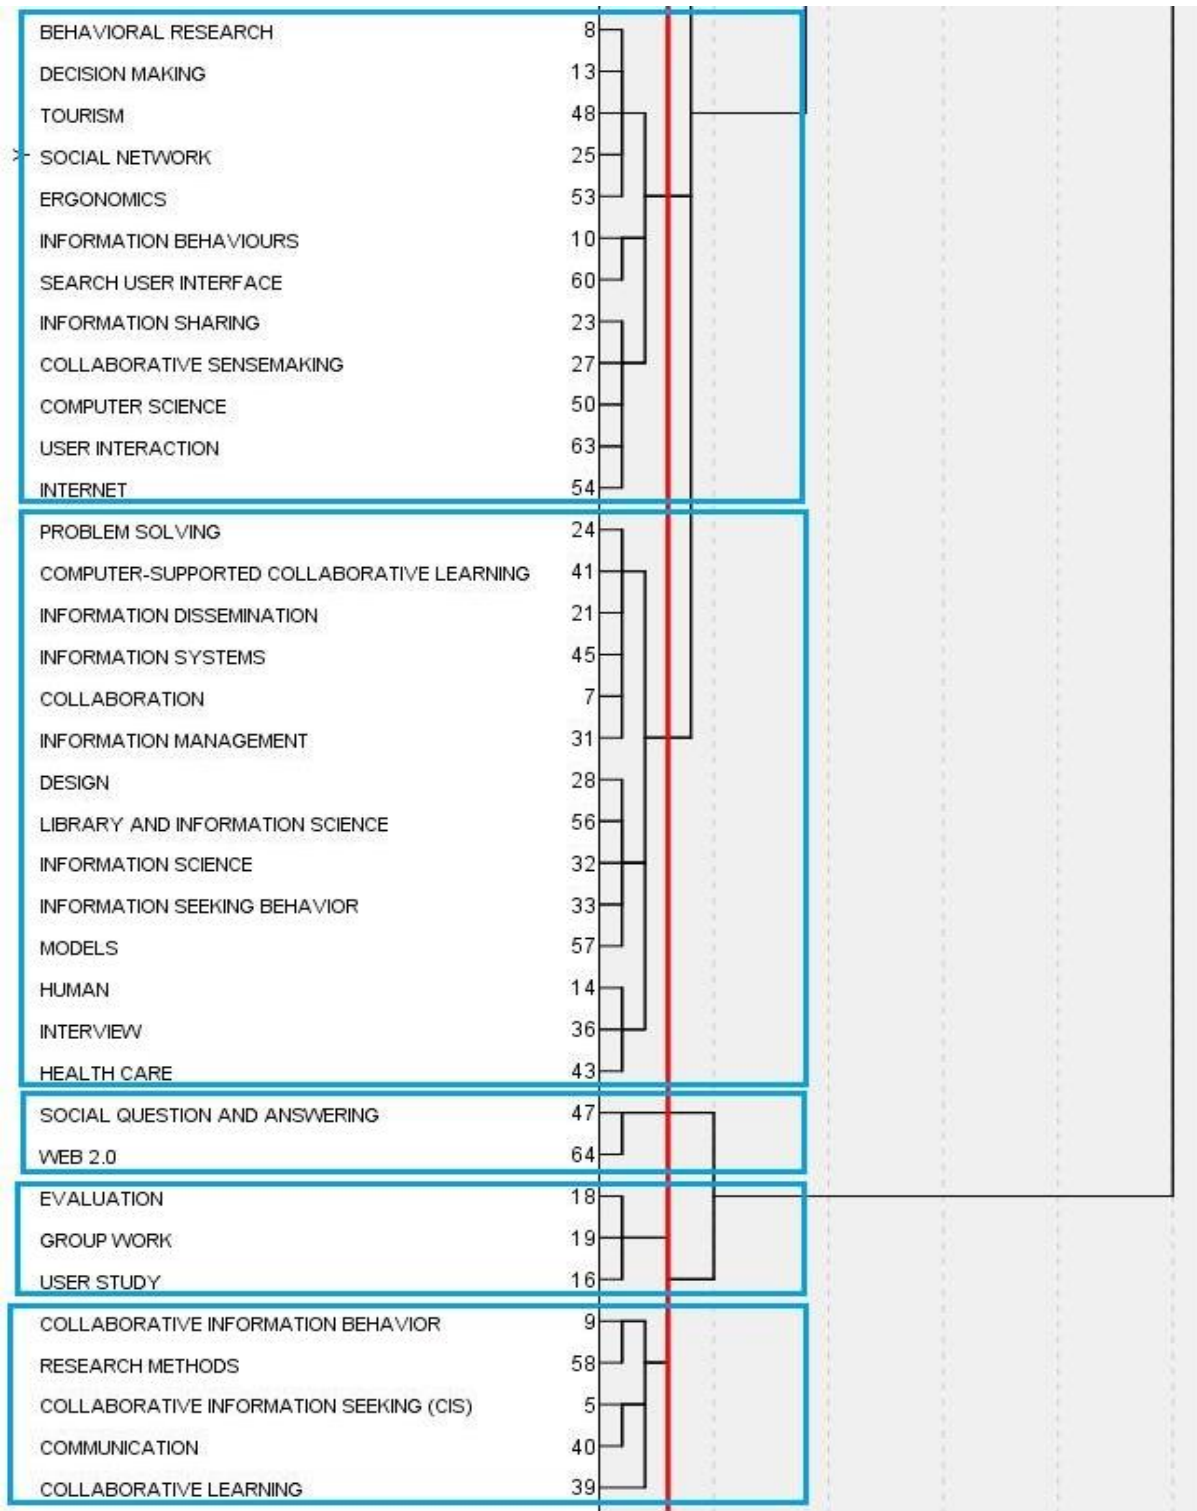 BEHAVIORAL RESEARCH 8
DECISION MAKING 13
TOURISM 48
SOCIAL NETWORK 25
ERGONOMICS 53
INFORMATION BEHAVIOURS 10
SEARCH USER INTERFACE 60
INFORMATION SHARING 23
COLLABORATIVE SENSEMAKING 27
COMPUTER SCIENCE 50
USER INTERACTION 63
INTERNET 54
PROBLEM SOLVING 24
COMPUTER-SUPPORTED COLLABORATIVE LEARNING 41
INFORMATION DISSEMINATION 21
INFORMATION SYSTEMS 45
COLLABORATION 7
INFORMATION MANAGEMENT 31
DESIGN 28
LIBRARY AND INFORMATION SCIENCE 56
INFORMATION SCIENCE 32
INFORMATION SEEKING BEHAVIOR 33
MODELS 57
HUMAN 14
INTERVIEW 36
HEALTH CARE 43
SOCIAL QUESTION AND ANSWERING 47
WEB 2.0 64
EVALUATION 18
GROUP WORK 19
USER STUDY 16
COLLABORATIVE INFORMATION BEHAVIOR 9
RESEARCH METHODS 58
COLLABORATIVE INFORMATION SEEKING (CIS) 5
COMMUNICATION 40
COLLABORATIVE LEARNING 39